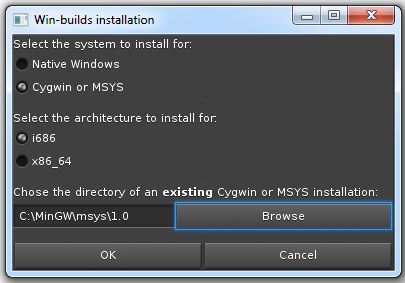 Win-builds installation
Select the system to install for:
Native Windows
Cygwin or MSYS
Select the architecture to install for:
i686
x86_64
Chose the directory of an existing Cygwin or MSYS installation:
C:\MinGW\msys\1.0 Browse
OK Cancel